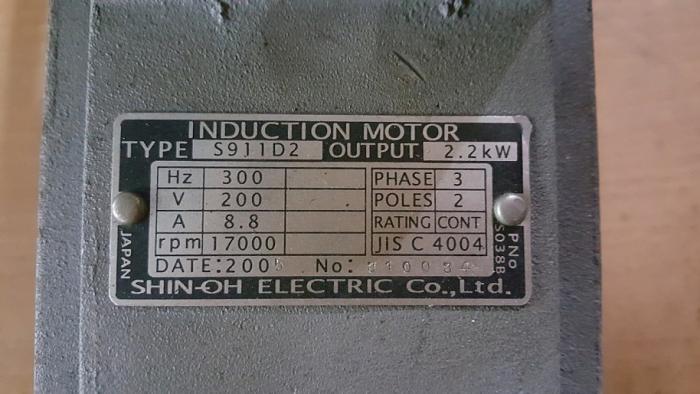 INDUCTION MOTOR
TYPE S911D2 OUTPUT 2.2kW
Hz 300 PHASE 3
V 200 POLES 2
A 8.8 RATING CONT
rpm 17000 JIS C 4004
DATE:2005 No:
SHIN-OH ELECTRIC Co.,Ltd.
JAPAN
PNo
S038B